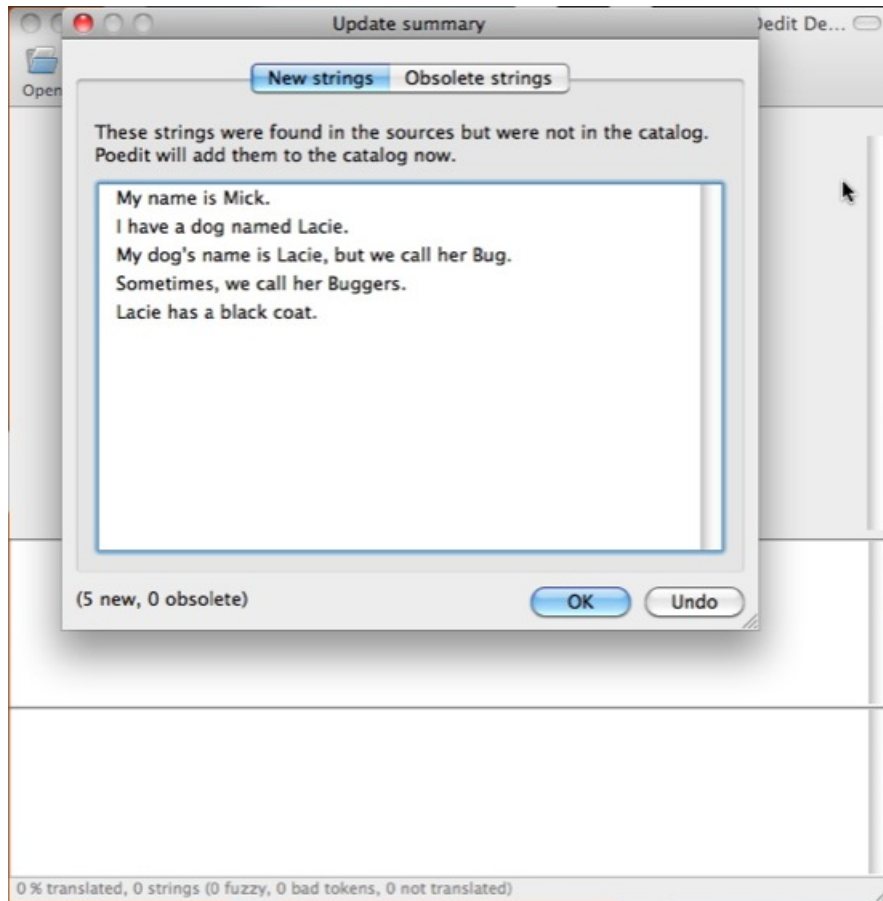 Update summary
edit De...
Open
New strings
Obsolete strings
These strings were found in the sources but were not in the catalog.
Poedit will add them to the catalog now.
My name is Mick.
I have a dog named Lacie.
My dog's name is Lacie, but we call her Bug.
Sometimes, we call her Buggers.
Lacie has a black coat.
(5 new, 0 obsolete)
OK
Undo
0 % translated, 0 strings (0 fuzzy, 0 bad tokens, 0 not translated)